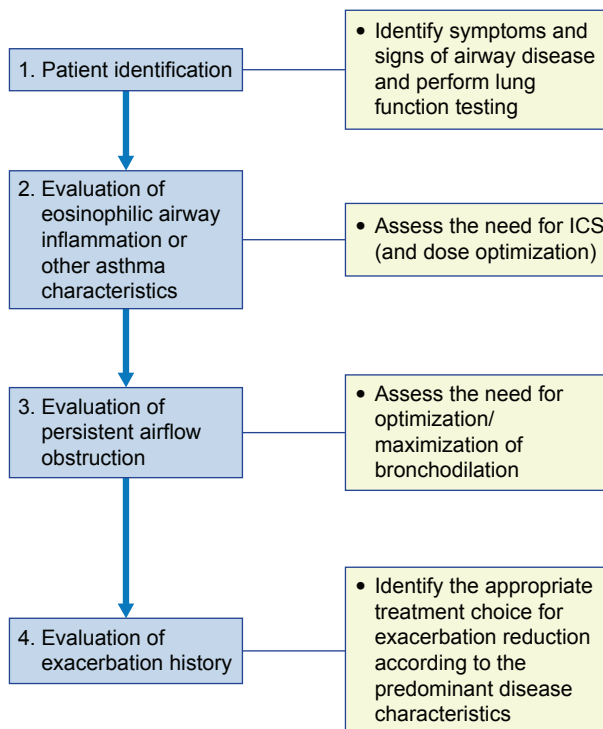 1. Patient identification
• Identify symptoms and
signs of airway disease
and perform lung
function testing
2. Evaluation of
eosinophilic airway
inflammation or
other asthma
characteristics
• Assess the need for ICS
(and dose optimization)
3. Evaluation of
persistent airflow
obstruction
• Assess the need for
optimization/
maximization of
bronchodilation
4. Evaluation of
exacerbation history
• Identify the appropriate
treatment choice for
exacerbation reduction
according to the
predominant disease
characteristics